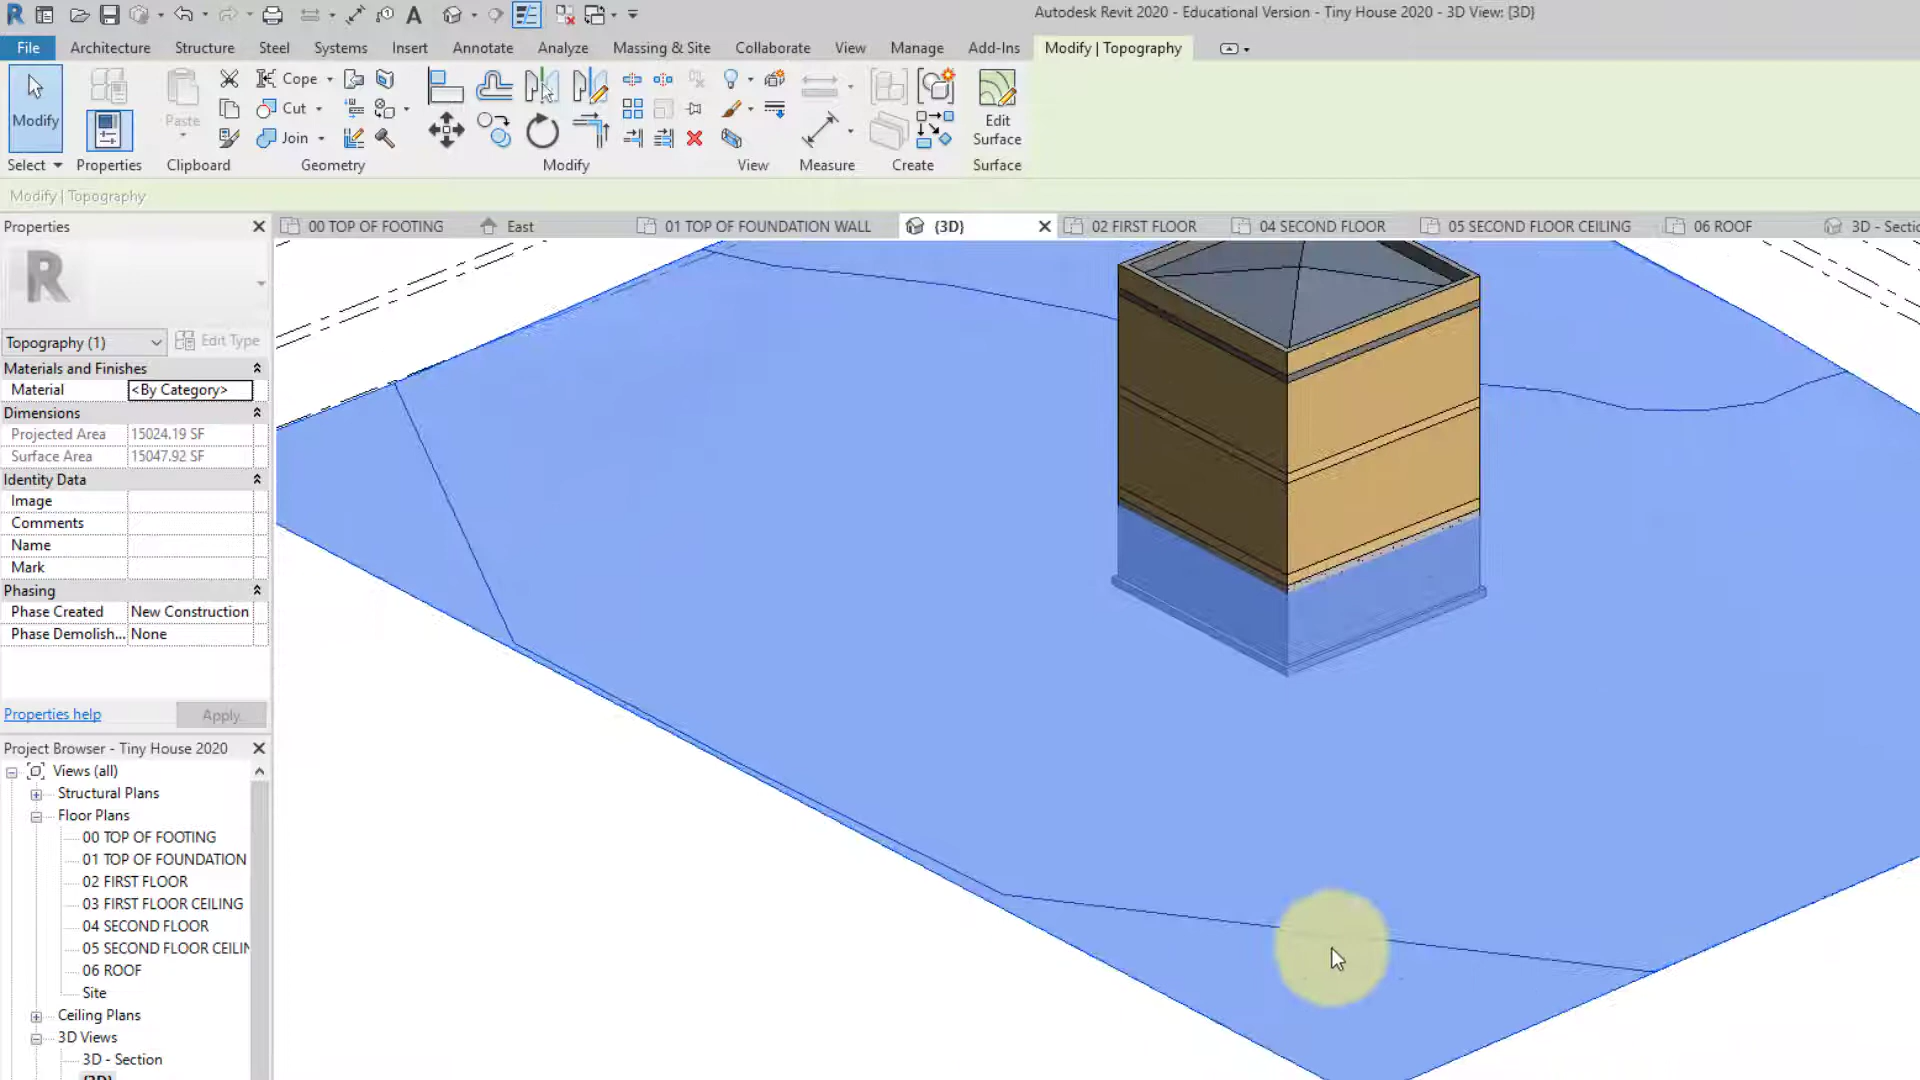 Autodesk Revit 2020 - Educational Version - Tiny House 2020 - 3D View: {3D}
File Architecture Structure Steel Systems Insert Annotate Analyze Massing & Site Collaborate View Manage Add-Ins Modify | Topography
Modify Paste Cope Cut Join Edit Surface
Select Properties Clipboard Geometry Modify View Measure Create Surface
Modify | Topography
Properties
00 TOP OF FOOTING East 01 TOP OF FOUNDATION WALL {3D} 02 FIRST FLOOR 04 SECOND FLOOR 05 SECOND FLOOR CEILING 06 ROOF 3D - Sectio
R
Topography (1) Edit Type
Materials and Finishes
Material <By Category>
Dimensions
Projected Area 15024.19 SF
Surface Area 15047.92 SF
Identity Data
Image
Comments
Name
Mark
Phasing
Phase Created New Construction
Phase Demolish... None
Properties help Apply
Project Browser - Tiny House 2020
Views (all)
Structural Plans
Floor Plans
00 TOP OF FOOTING
01 TOP OF FOUNDATION
02 FIRST FLOOR
03 FIRST FLOOR CEILING
04 SECOND FLOOR
05 SECOND FLOOR CEILIN
06 ROOF
Site
Ceiling Plans
3D Views
3D - Section
{3D}